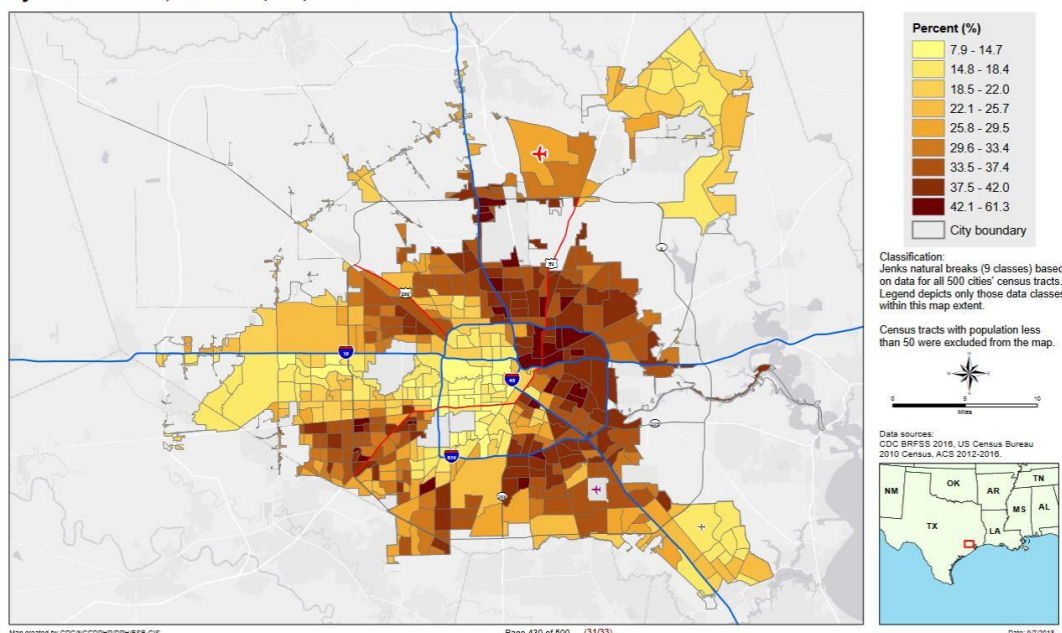 Percent (%)
7.9 - 14.7
14.8 - 18.4
18.5 - 22.0
22.1 - 25.7
25.8 - 29.5
29.6 - 33.4
33.5 - 37.4
37.5 - 42.0
42.1 - 61.3
City boundary
Classification:
Jenks natural breaks (9 classes) based
on data for all 500 cities' census tracts.
Legend depicts only those data classes
within this map extent.
Census tracts with population less
than 50 were excluded from the map.
0 5 10
Miles
Data sources:
CDC BRFSS 2016, US Census Bureau
2010 Census, ACS 2012-2016.
NM
OK
AR
TN
TX
LA
MS
AL
59
290
10
45
610
Page 430 of 500 (31/33)